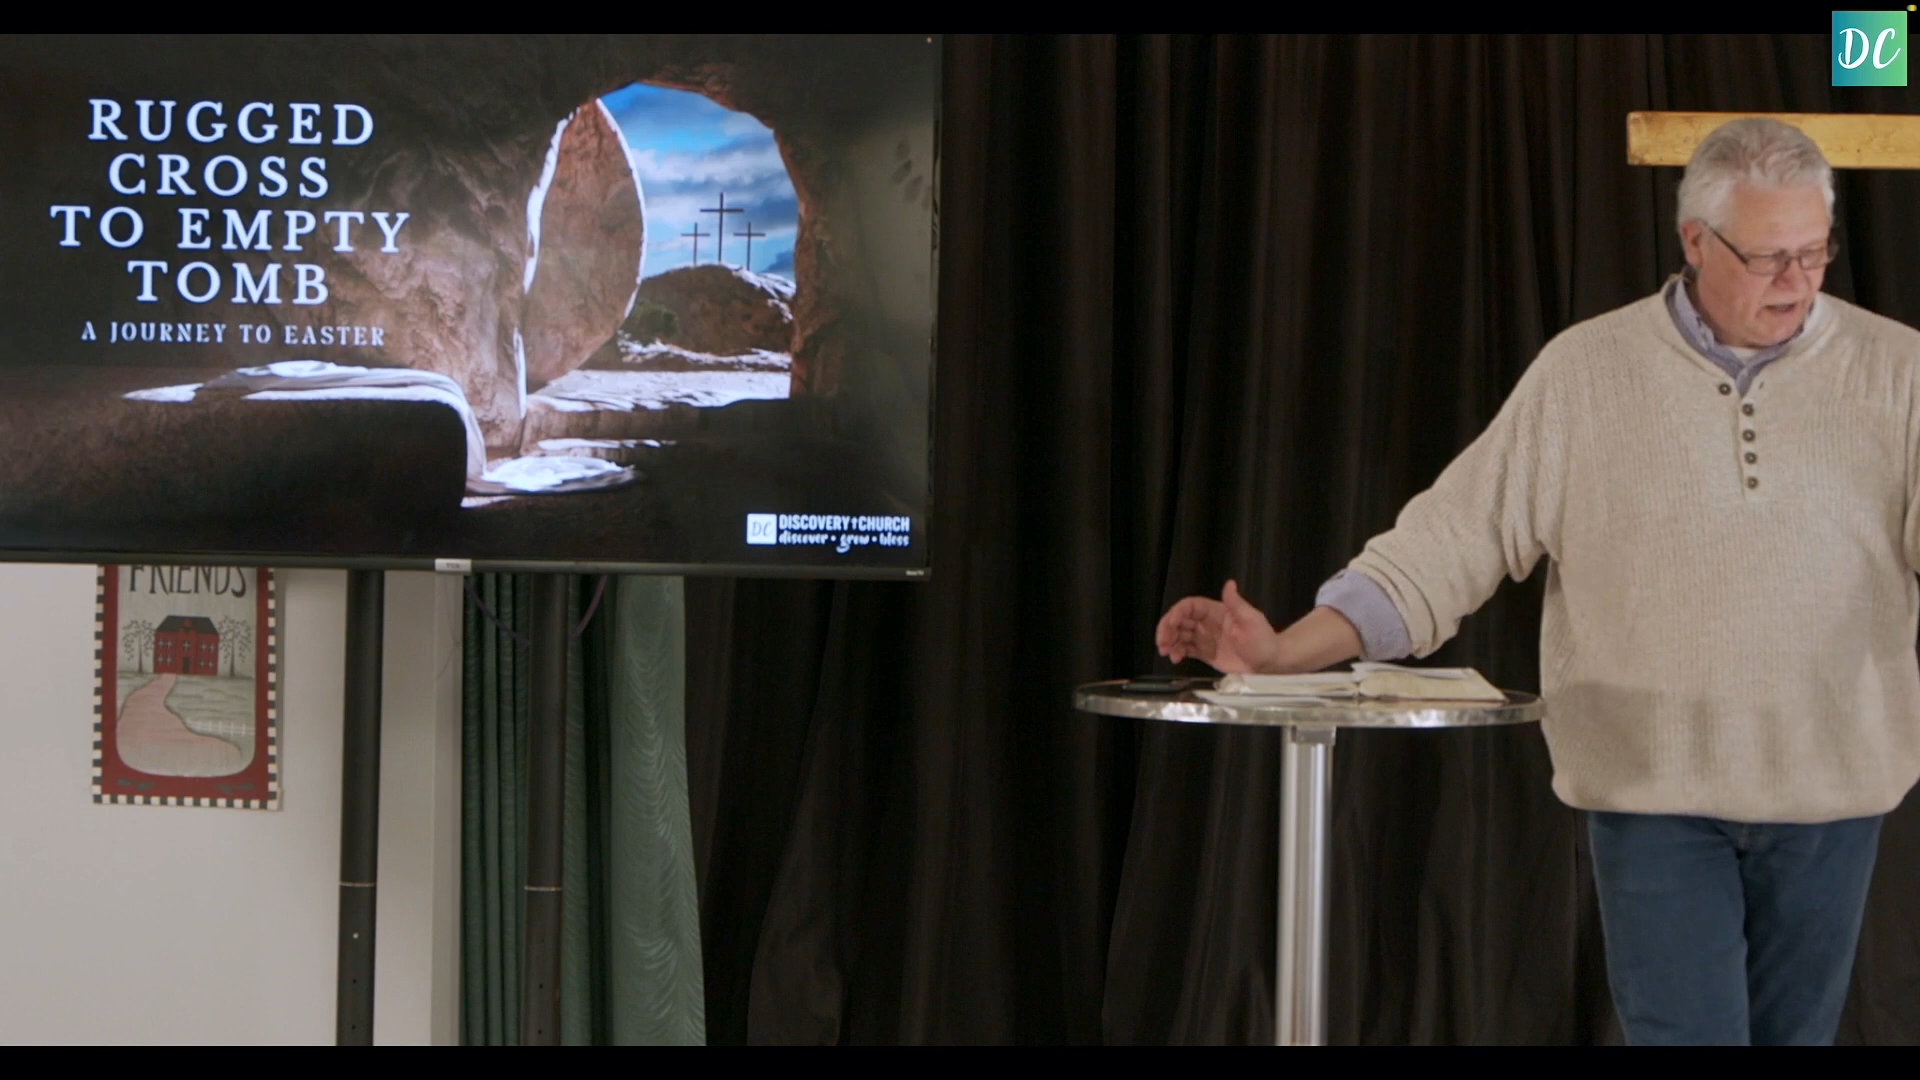 RUGGED
CROSS
TO EMPTY
TOMB
A JOURNEY TO EASTER
DC
DISCOVERY CHURCH
discover • grow • bless
FRIENDS
DC